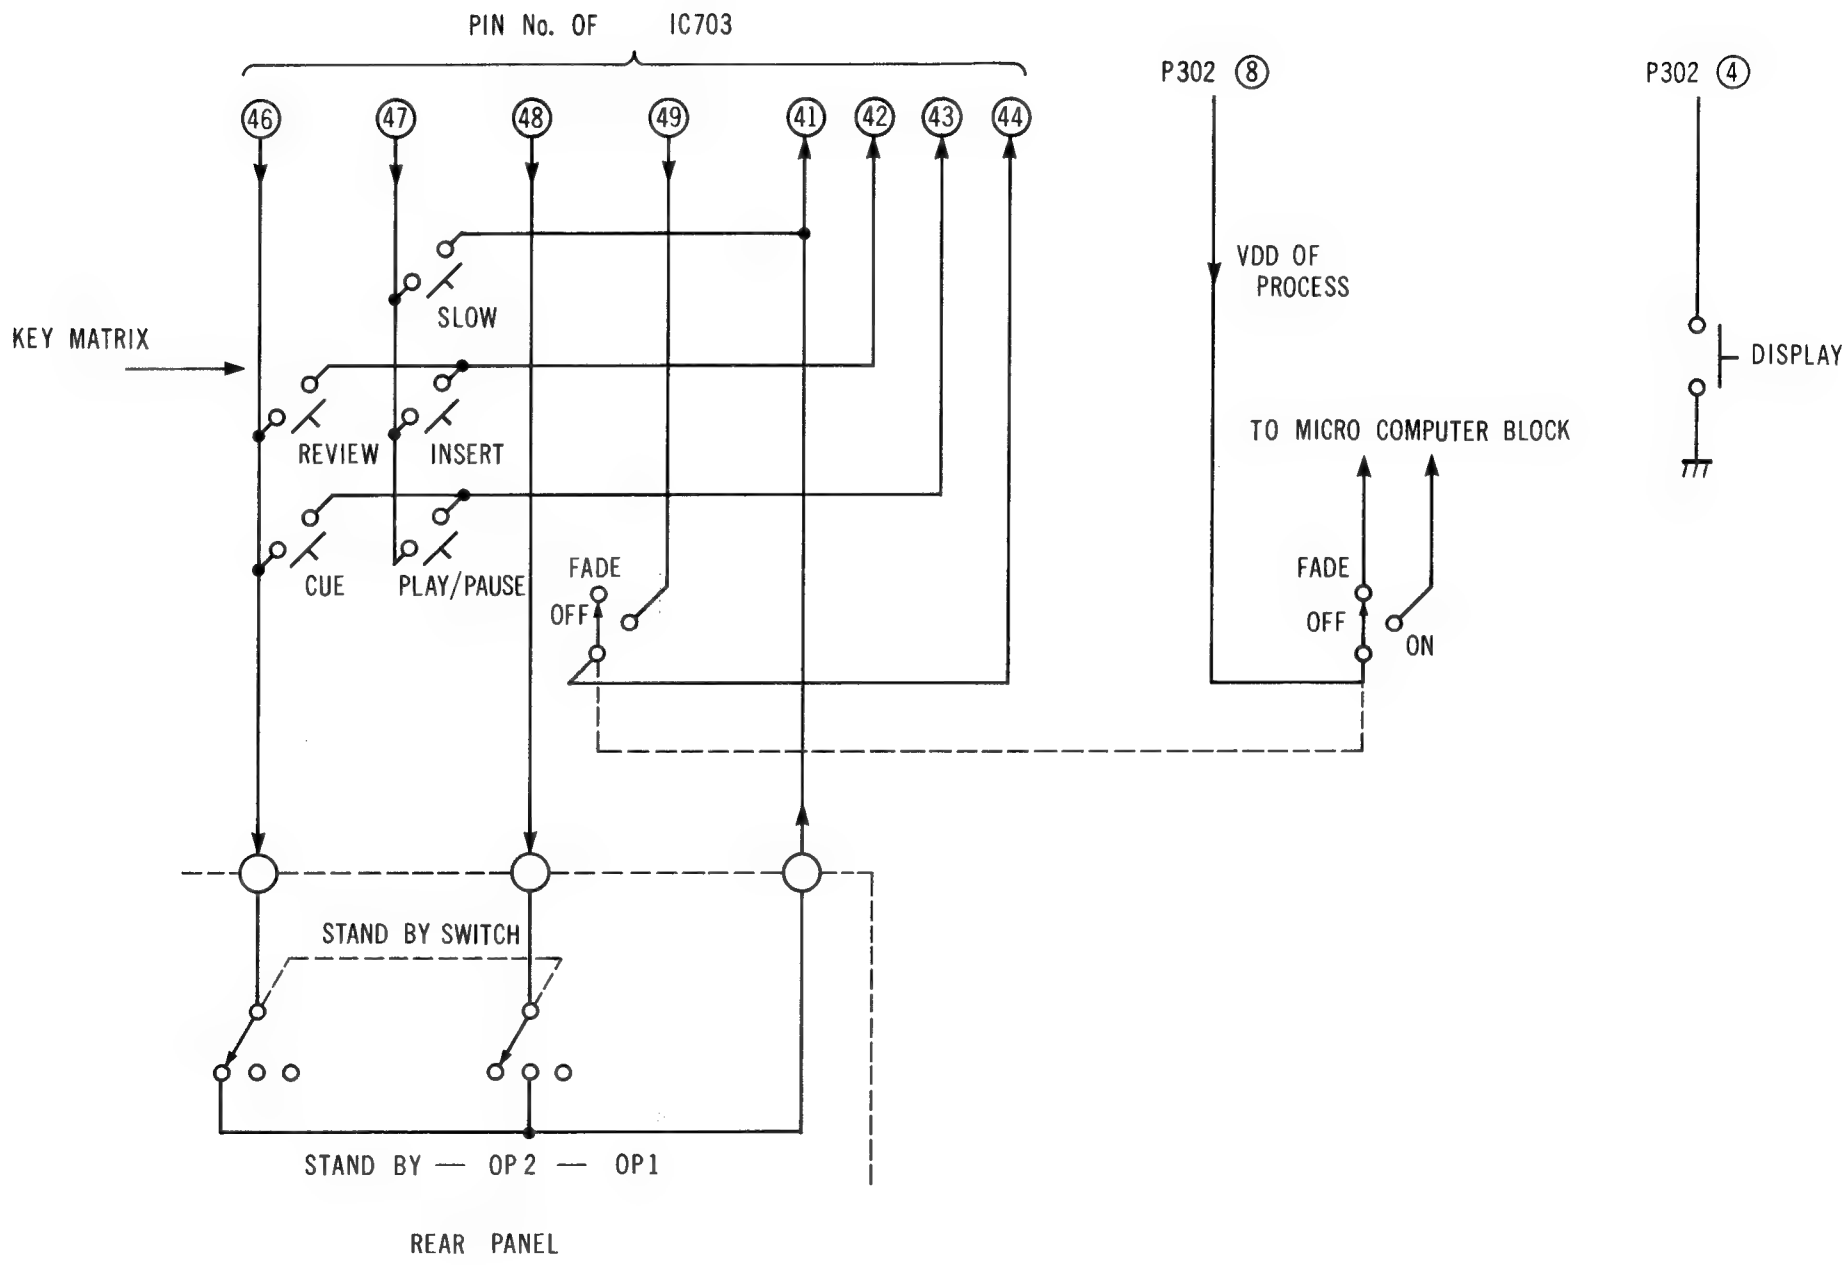 PIN No. OF IC703
P302 8
P302 4
46 47 48 49 41 42 43 44
VDD OF
PROCESS
SLOW
KEY MATRIX
DISPLAY
TO MICRO COMPUTER BLOCK
REVIEW INSERT
CUE PLAY/PAUSE
FADE
OFF
FADE
OFF
ON
STAND BY SWITCH
STAND BY — OP2 — OP1
REAR PANEL